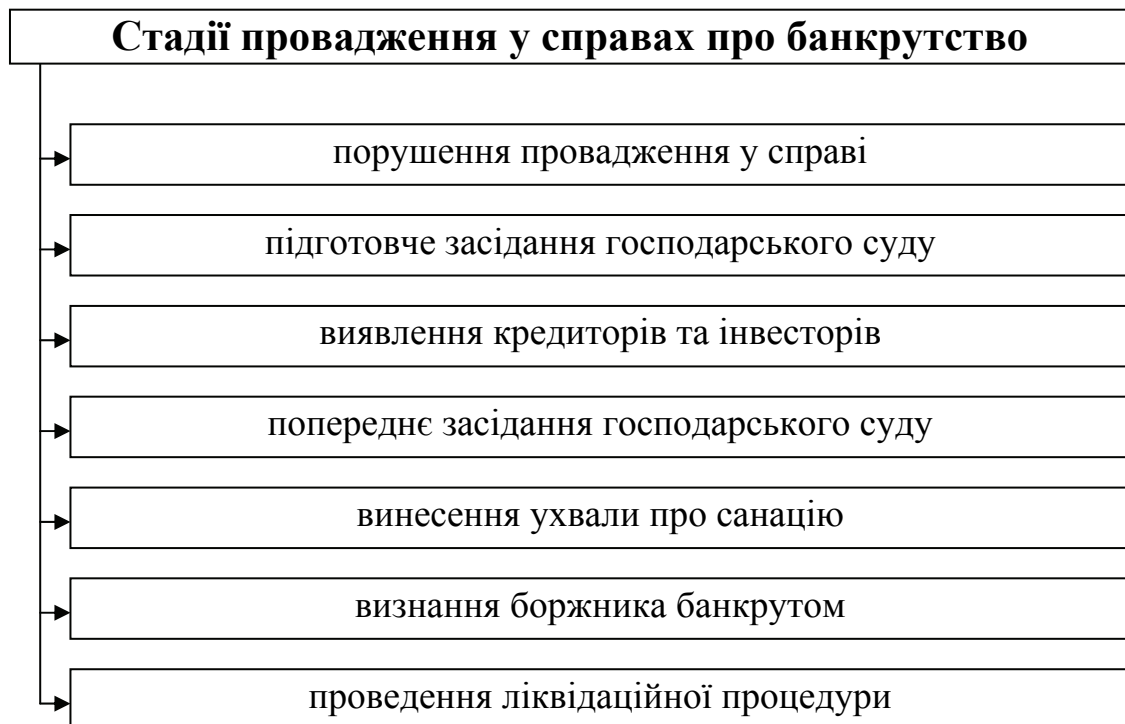 Стадії провадження у справах про банкрутство
порушення провадження у справі
підготовче засідання господарського суду
виявлення кредиторів та інвесторів
попереднє засідання господарського суду
винесення ухвали про санацію
визнання боржника банкрутом
проведення ліквідаційної процедури